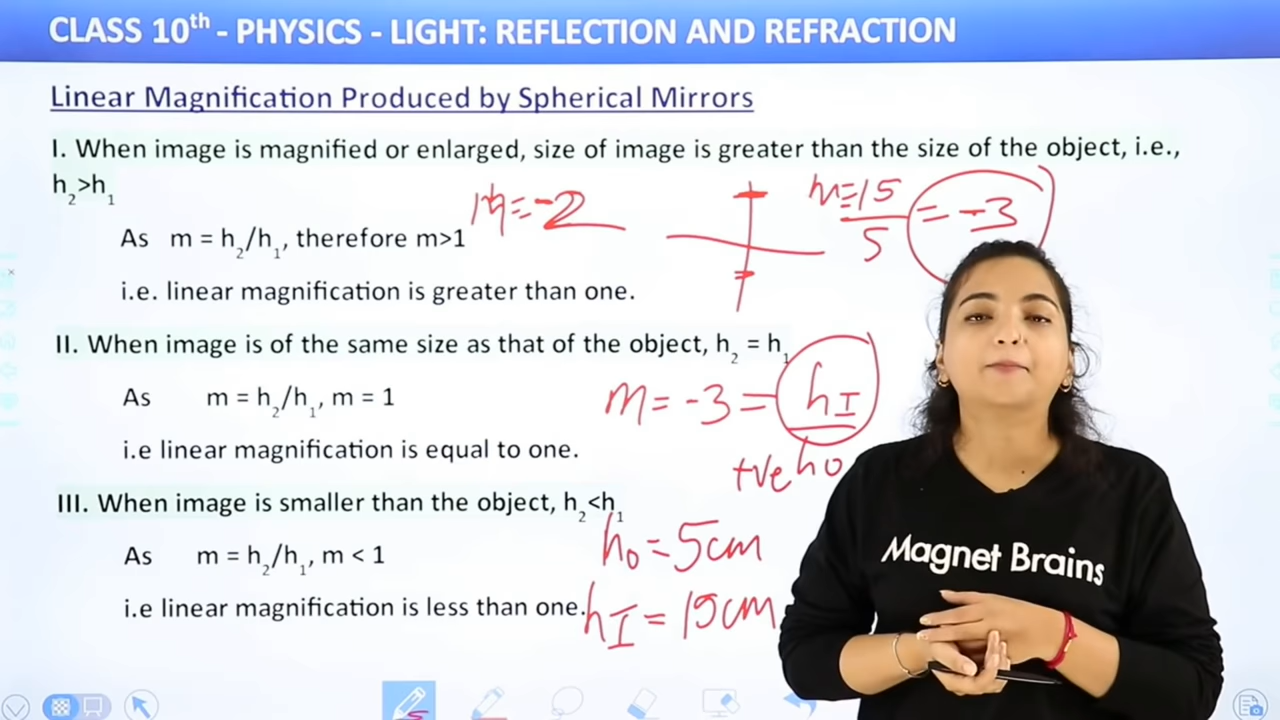 CLASS 10th - PHYSICS - LIGHT: REFLECTION AND REFRACTION
Linear Magnification Produced by Spherical Mirrors
I. When image is magnified or enlarged, size of image is greater than the size of the object, i.e.,
h₂>h₁
m=-2
m=15/5 = -3
As m = h₂/h₁, therefore m>1
i.e. linear magnification is greater than one.
II. When image is of the same size as that of the object, h₂ = h₁
As m = h₂/h₁, m = 1
m = -3 = hI
+ve ho
i.e linear magnification is equal to one.
III. When image is smaller than the object, h₂<h₁
ho = 5cm
As m = h₂/h₁, m < 1
i.e linear magnification is less than one.
hI = 15cm
Magnet Brains